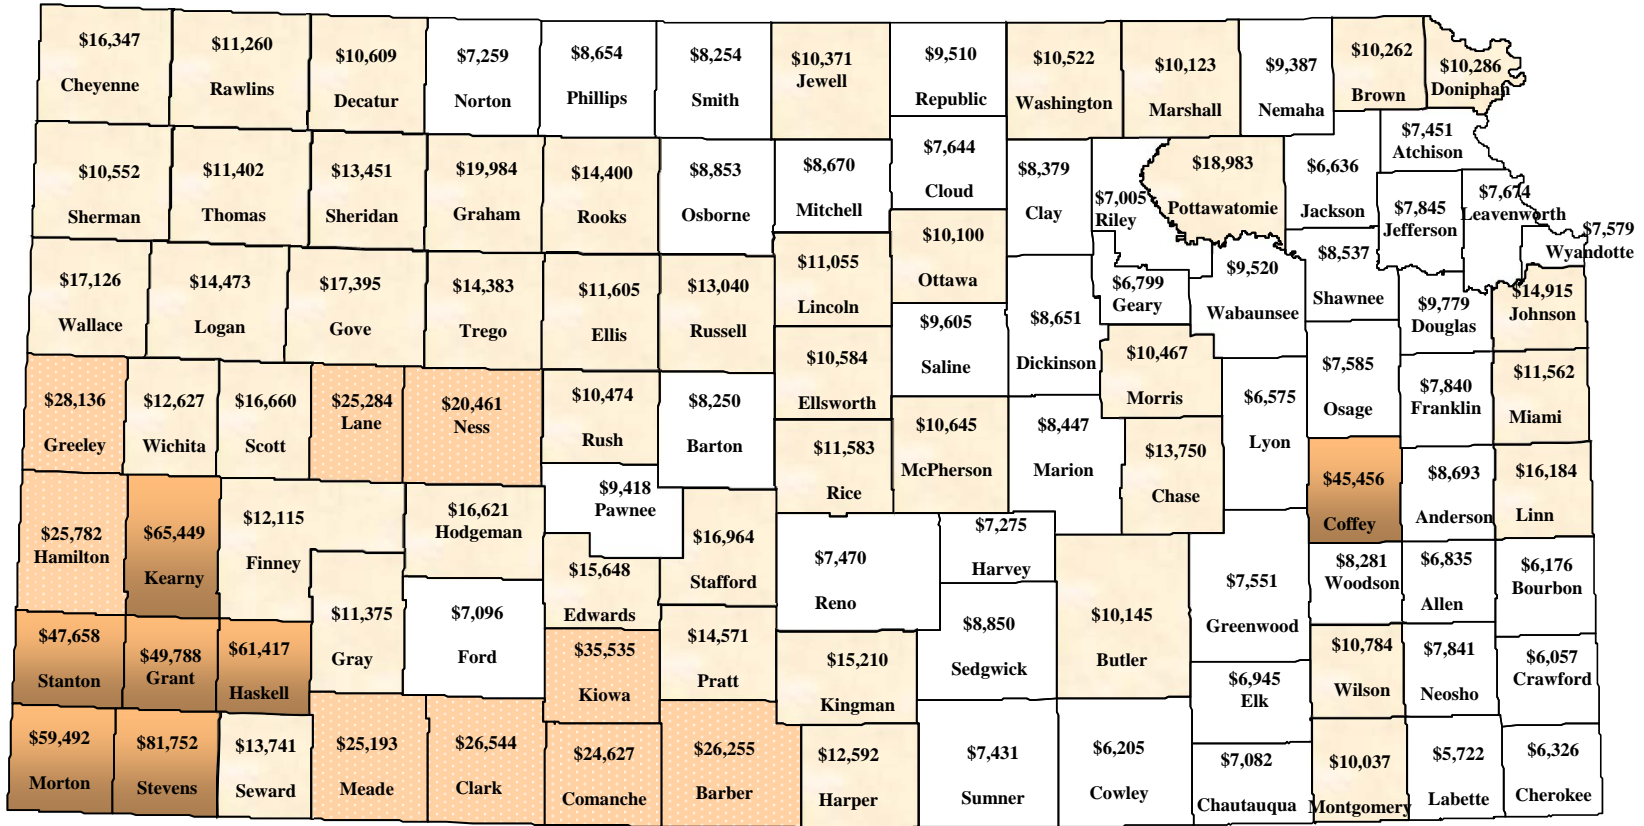 $16,347
Cheyenne
$11,260
Rawlins
$10,609
Decatur
$7,259
Norton
$8,654
Phillips
$8,254
Smith
$10,371
Jewell
$9,510
Republic
$10,522
Washington
$10,123
Marshall
$9,387
Nemaha
$10,262
Brown
$10,286
Doniphan
$10,552
Sherman
$11,402
Thomas
$13,451
Sheridan
$19,984
Graham
$14,400
Rooks
$8,853
Osborne
$8,670
Mitchell
$7,644
Cloud
$8,379
Clay
$7,005
Riley
$18,983
Pottawatomie
$6,636
Jackson
$7,451
Atchison
$7,845
Jefferson
$7,674
Leavenworth
$7,579
Wyandotte
$17,126
Wallace
$14,473
Logan
$17,395
Gove
$14,383
Trego
$11,605
Ellis
$13,040
Russell
$11,055
Lincoln
$10,100
Ottawa
$9,605
Saline
$8,651
Dickinson
$6,799
Geary
$9,520
Wabaunsee
$8,537
Shawnee
$9,779
Douglas
$14,915
Johnson
$28,136
Greeley
$12,627
Wichita
$16,660
Scott
$25,284
Lane
$20,461
Ness
$10,474
Rush
$8,250
Barton
$10,584
Ellsworth
$11,583
Rice
$10,645
McPherson
$8,447
Marion
$10,467
Morris
$13,750
Chase
$6,575
Lyon
$7,585
Osage
$7,840
Franklin
$11,562
Miami
$25,782
Hamilton
$65,449
Kearny
$12,115
Finney
$16,621
Hodgeman
$9,418
Pawnee
$16,964
Stafford
$15,648
Edwards
$7,470
Reno
$7,275
Harvey
$45,456
Coffey
$8,693
Anderson
$16,184
Linn
$47,658
Stanton
$49,788
Grant
$61,417
Haskell
$11,375
Gray
$7,096
Ford
$35,535
Kiowa
$14,571
Pratt
$15,210
Kingman
$8,850
Sedgwick
$10,145
Butler
$7,551
Greenwood
$8,281
Woodson
$6,835
Allen
$6,176
Bourbon
$6,945
Elk
$10,784
Wilson
$7,841
Neosho
$6,057
Crawford
$59,492
Morton
$81,752
Stevens
$13,741
Seward
$25,193
Meade
$26,544
Clark
$24,627
Comanche
$26,255
Barber
$12,592
Harper
$7,431
Sumner
$6,205
Cowley
$7,082
Chautauqua
$10,037
Montgomery
$5,722
Labette
$6,326
Cherokee